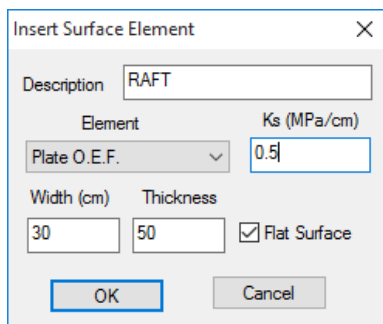 Insert Surface Element
Description RAFT
Element Ks (MPa/cm)
Plate O.E.F. 0.5
Width (cm) Thickness
30 50 Flat Surface
OK Cancel